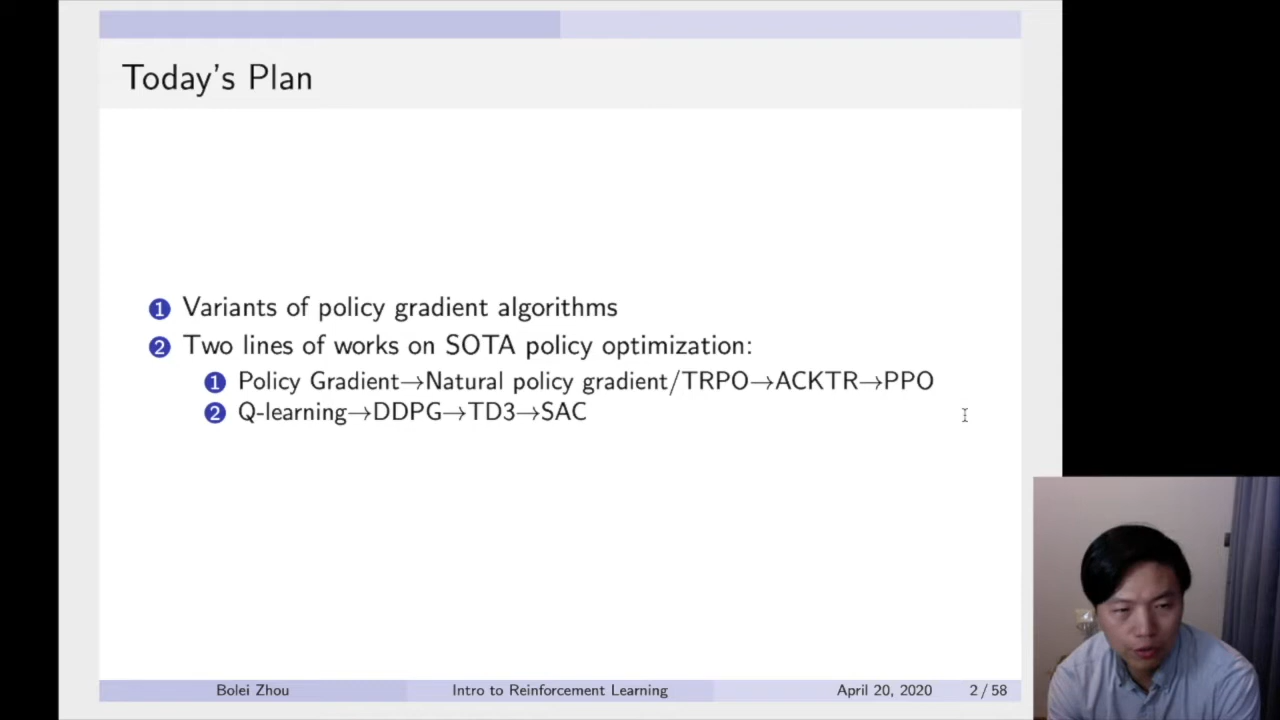 Today's Plan
1 Variants of policy gradient algorithms
2 Two lines of works on SOTA policy optimization:
1 Policy Gradient→Natural policy gradient/TRPO→ACKTR→PPO
2 Q-learning→DDPG→TD3→SAC
Bolei Zhou Intro to Reinforcement Learning April 20, 2020 2 / 58